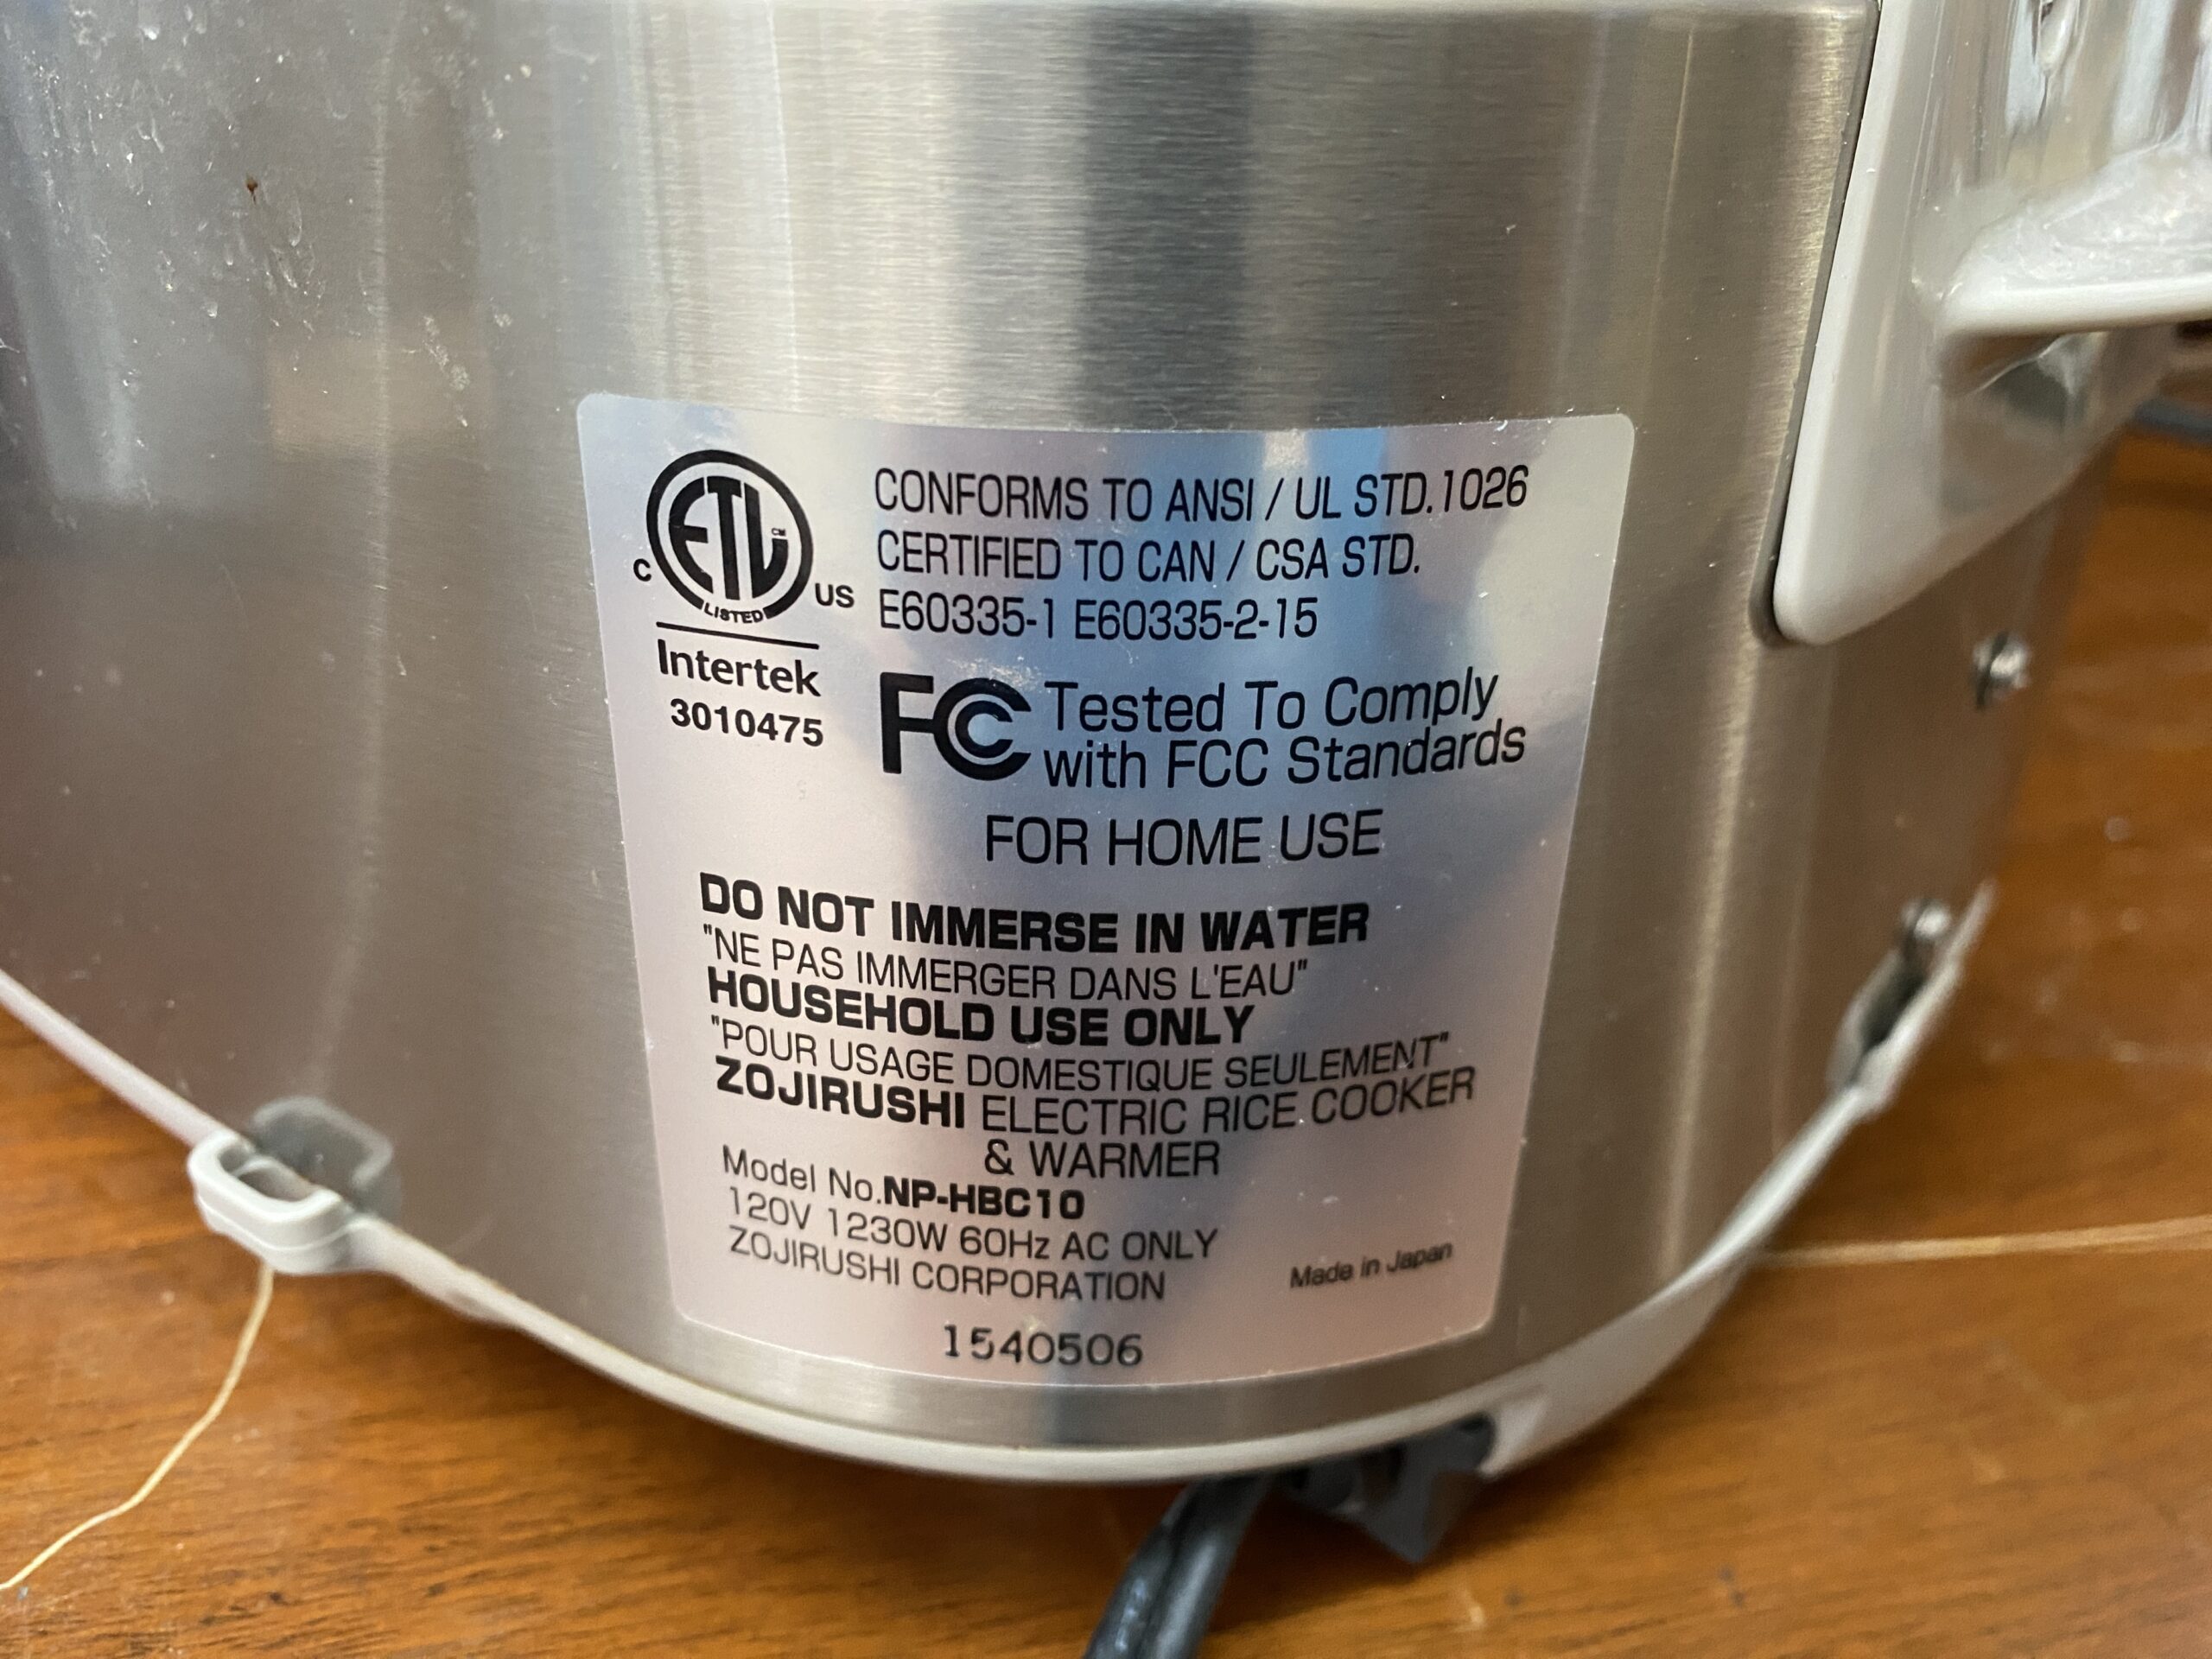 ETL CM
LISTED
C US
Intertek
3010475
CONFORMS TO ANSI / UL STD.1026
CERTIFIED TO CAN / CSA STD.
E60335-1 E60335-2-15
FC Tested To Comply
with FCC Standards
FOR HOME USE
DO NOT IMMERSE IN WATER
"NE PAS IMMERGER DANS L'EAU"
HOUSEHOLD USE ONLY
"POUR USAGE DOMESTIQUE SEULEMENT"
ZOJIRUSHI ELECTRIC RICE COOKER
& WARMER
Model No.NP-HBC10
120V 1230W 60Hz AC ONLY
ZOJIRUSHI CORPORATION
Made in Japan
1540506